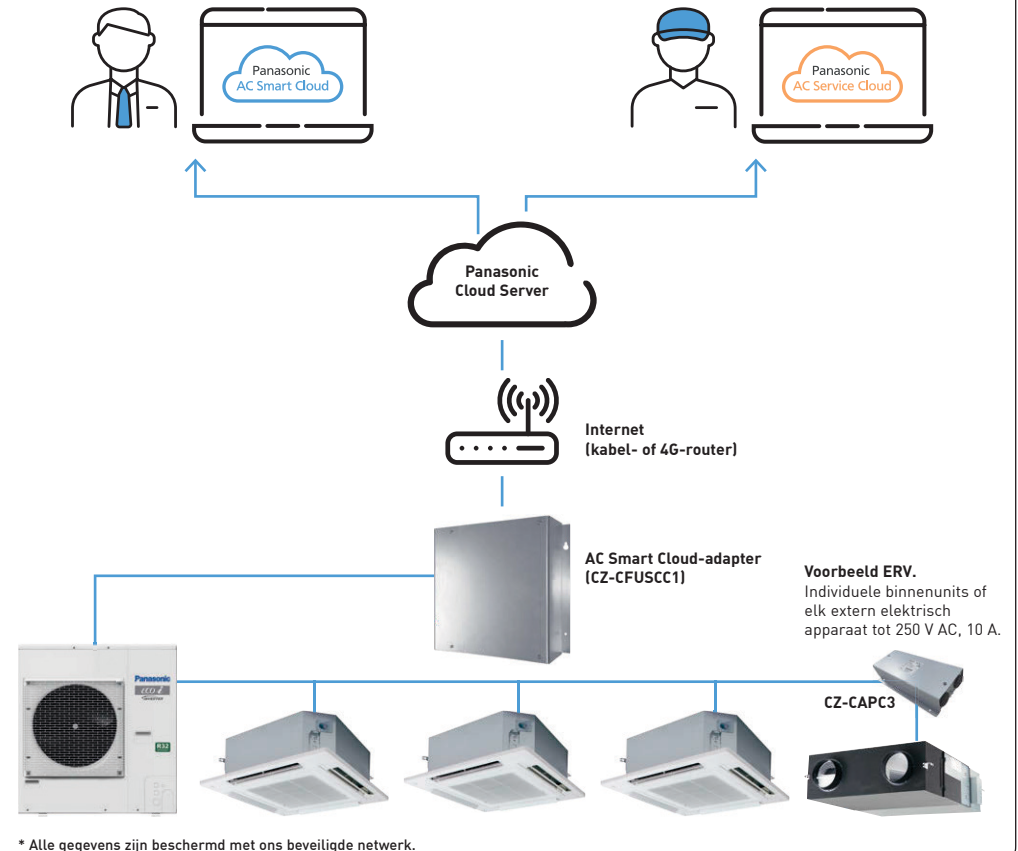 Panasonic
AC Smart Cloud
Panasonic
AC Service Cloud
Panasonic
Cloud Server
Internet
(kabel- of 4G-router)
AC Smart Cloud-adapter
(CZ-CFUSCC1)
Voorbeeld ERV.
Individuele binnenunits of
elk extern elektrisch
apparaat tot 250 V AC, 10 A.
CZ-CAPC3
Panasonic
eco i
R32
* Alle gegevens zijn beschermd met ons beveiligde netwerk.